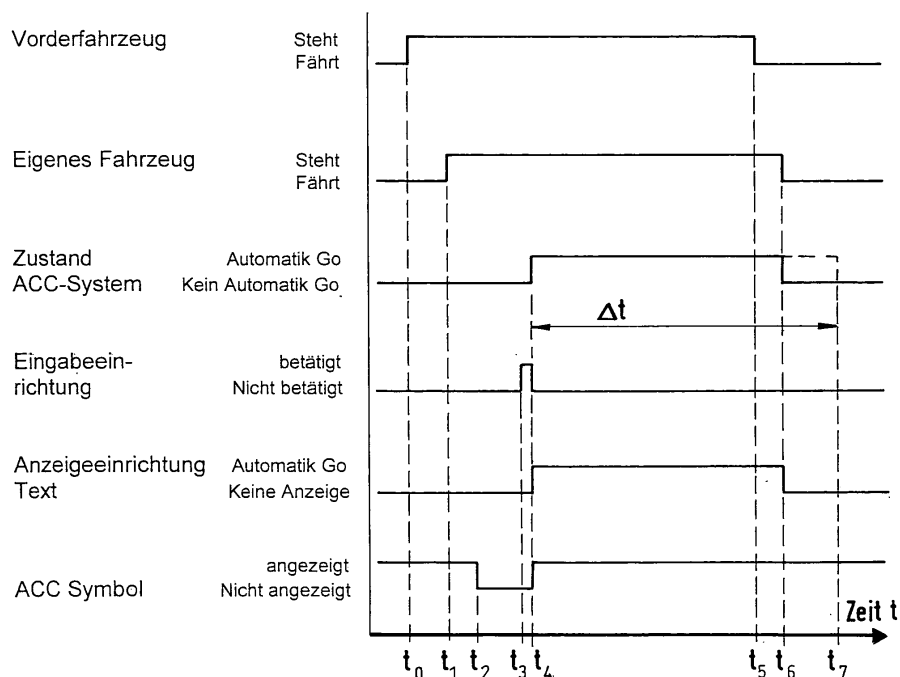 Vorderfahrzeug Steht
Fährt
Eigenes Fahrzeug Steht
Fährt
Zustand Automatik Go
ACC-System Kein Automatik Go
Δt
Eingabeein- betätigt
richtung Nicht betätigt
Anzeigeeinrichtung Automatik Go
Text Keine Anzeige
angezeigt
ACC Symbol Nicht angezeigt
Zeit t
t₀ t₁ t₂ t₃ t₄ t₅ t₆ t₇